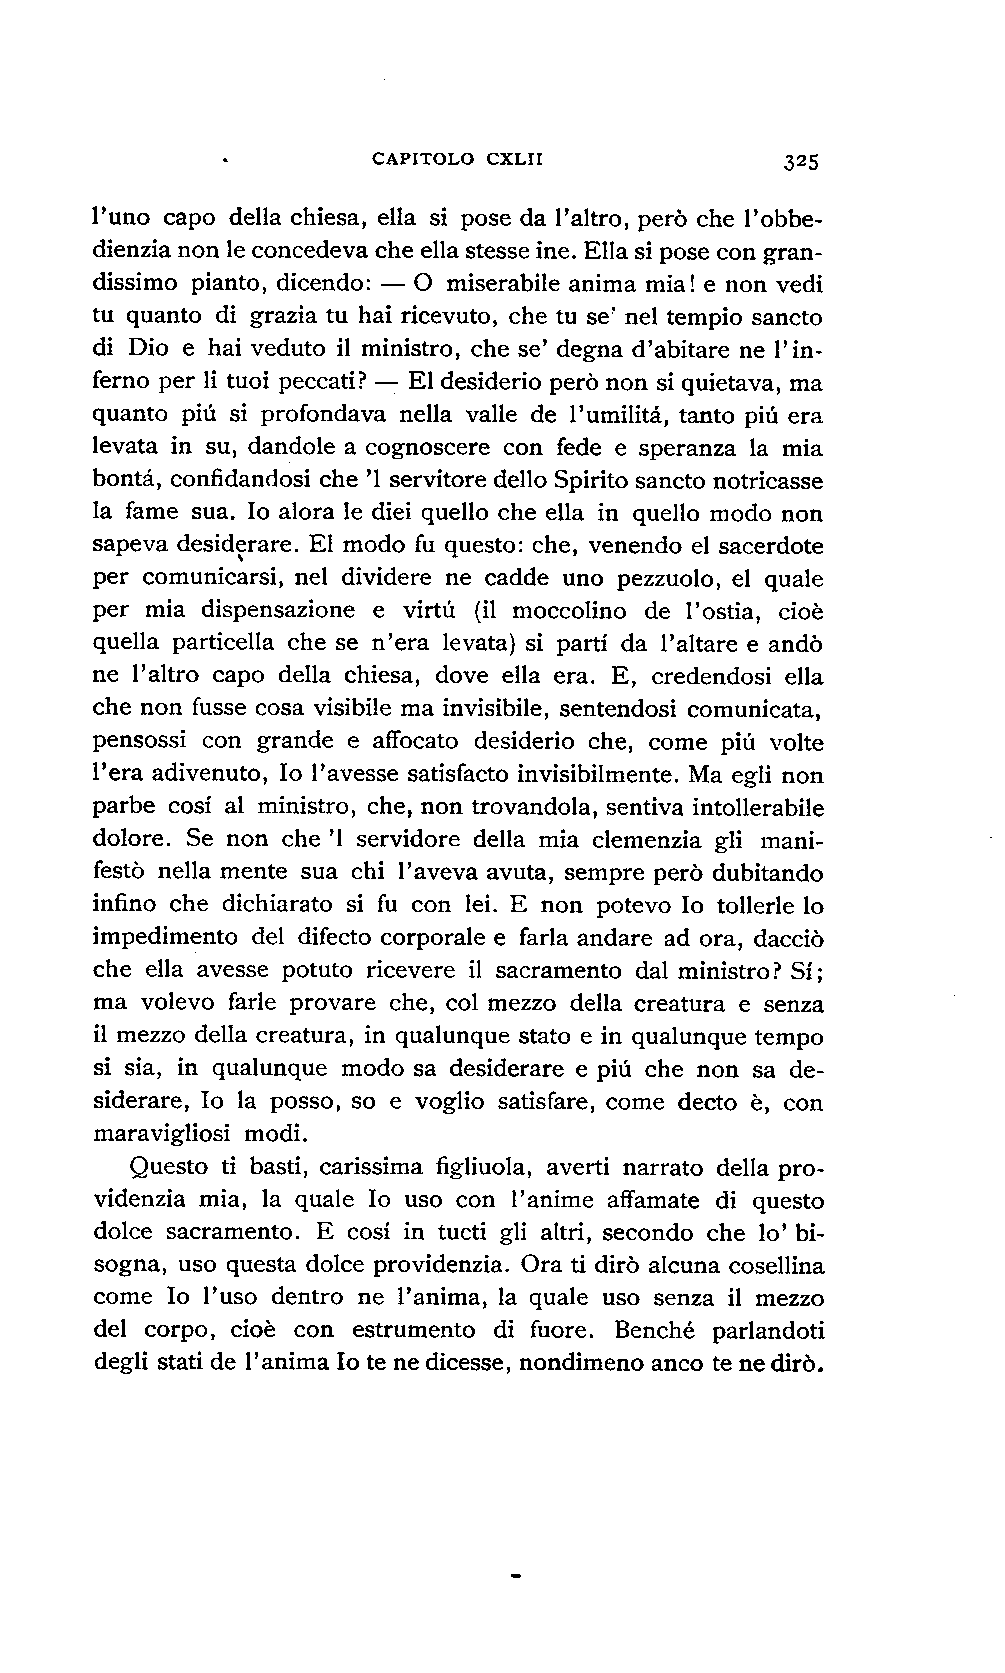 CAPITOLO CXLII 325
l'uno capo della chiesa, ella si pose da l'altro, però che l'obbe-
dienzia non le concedeva che ella stesse ine. Ella si pose con gran-
dissimo pianto, dicendo: — O miserabile anima mia! e non vedi
tu quanto di grazia tu hai ricevuto, che tu se' nel tempio sancto
di Dio e hai veduto il ministro, che se' degna d'abitare ne l'in-
ferno per li tuoi peccati? — El desiderio però non si quietava, ma
quanto piú si profondava nella valle de l'umilitá, tanto piú era
levata in su, dandole a cognoscere con fede e speranza la mia
bontá, confidandosi che 'l servitore dello Spirito sancto notricasse
la fame sua. Io alora le diei quello che ella in quello modo non
sapeva desiderare. El modo fu questo: che, venendo el sacerdote
per comunicarsi, nel dividere ne cadde uno pezzuolo, el quale
per mia dispensazione e virtú (il moccolino de l'ostia, cioè
quella particella che se n'era levata) si partí da l'altare e andò
ne l'altro capo della chiesa, dove ella era. E, credendosi ella
che non fusse cosa visibile ma invisibile, sentendosi comunicata,
pensossi con grande e affocato desiderio che, come piú volte
l'era adivenuto, Io l'avesse satisfacto invisibilmente. Ma egli non
parbe cosí al ministro, che, non trovandola, sentiva intollerabile
dolore. Se non che 'l servidore della mia clemenzia gli mani-
festò nella mente sua chi l'aveva avuta, sempre però dubitando
infino che dichiarato si fu con lei. E non potevo Io tollerle lo
impedimento del difecto corporale e farla andare ad ora, dacciò
che ella avesse potuto ricevere il sacramento dal ministro? Sí;
ma volevo farle provare che, col mezzo della creatura e senza
il mezzo della creatura, in qualunque stato e in qualunque tempo
si sia, in qualunque modo sa desiderare e piú che non sa de-
siderare, Io la posso, so e voglio satisfare, come decto è, con
maravigliosi modi.
Questo ti basti, carissima figliuola, averti narrato della pro-
videnzia mia, la quale Io uso con l'anime affamate di questo
dolce sacramento. E cosí in tucti gli altri, secondo che lo' bi-
sogna, uso questa dolce providenzia. Ora ti dirò alcuna cosellina
come Io l'uso dentro ne l'anima, la quale uso senza il mezzo
del corpo, cioè con estrumento di fuore. Benché parlandoti
degli stati de l'anima Io te ne dicesse, nondimeno anco te ne dirò.